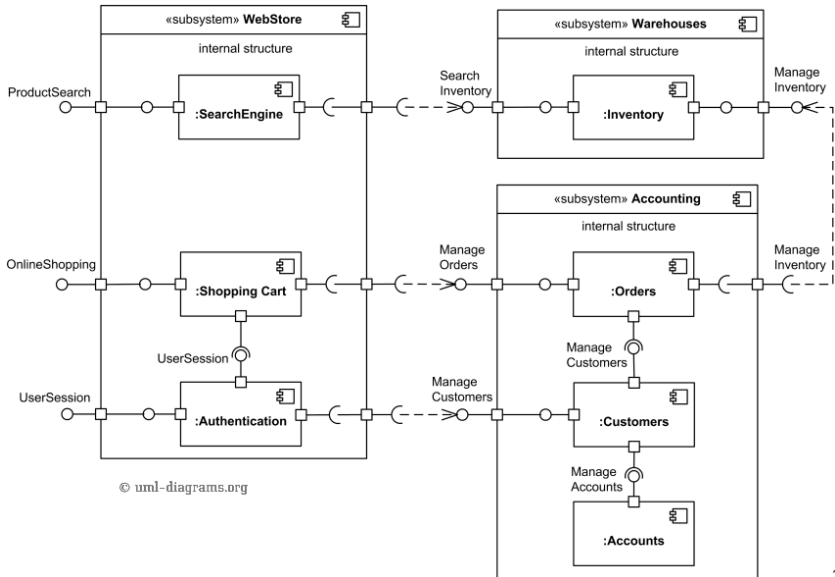 «subsystem» WebStore
internal structure
ProductSearch
:SearchEngine
OnlineShopping
:Shopping Cart
UserSession
UserSession
:Authentication
© uml-diagrams.org
«subsystem» Warehouses
internal structure
Search
Inventory
:Inventory
Manage
Inventory
«subsystem» Accounting
internal structure
Manage
Orders
:Orders
Manage
Inventory
Manage
Customers
Manage
Customers
:Customers
Manage
Accounts
:Accounts